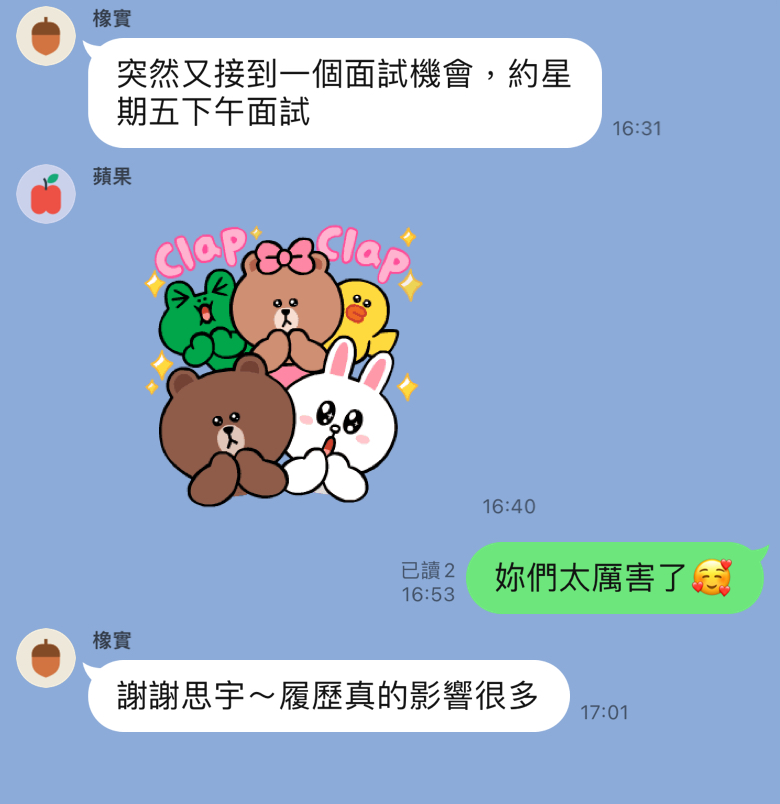 橡實
突然又接到一個面試機會，約星
期五下午面試
16:31
蘋果
Clap Clap
16:40
已讀 2
16:53
妳們太厲害了🥰
橡實
謝謝思宇～履歷真的影響很多
17:01